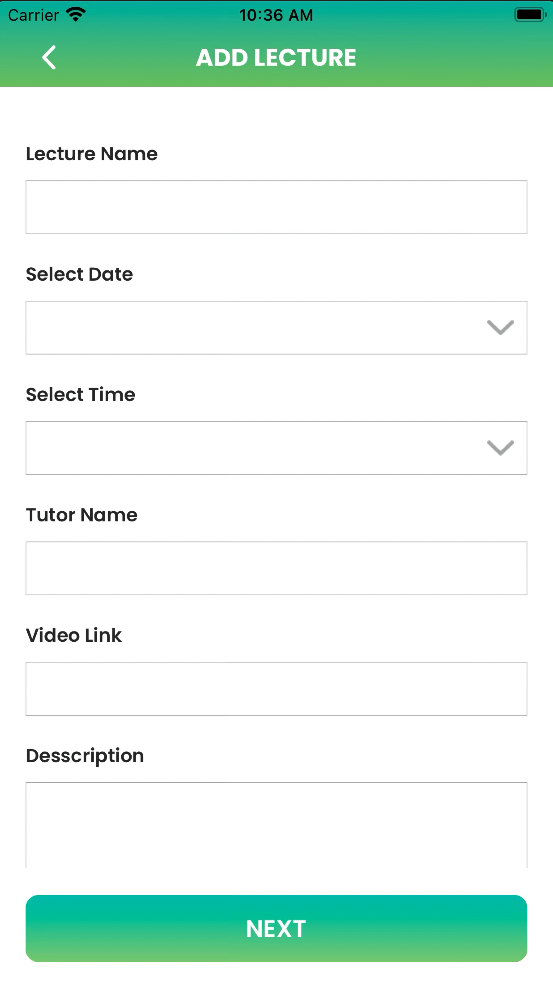 Carrier 10:36 AM
ADD LECTURE
Lecture Name
Select Date
Select Time
Tutor Name
Video Link
Desscription
NEXT